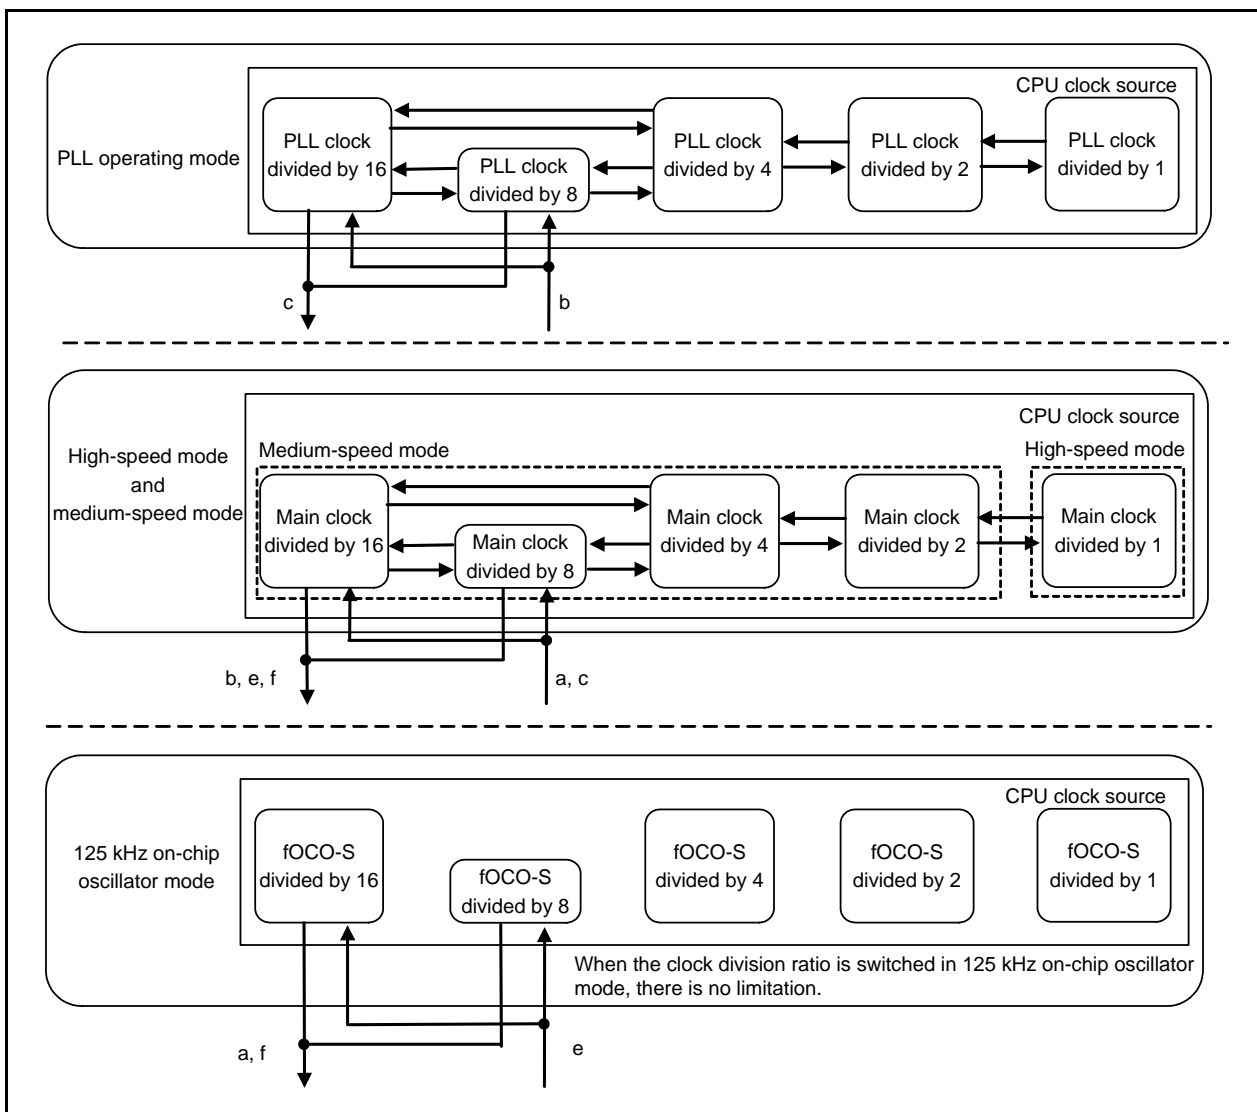 CPU clock source
PLL operating mode
PLL clock
divided by 16
PLL clock
divided by 8
PLL clock
divided by 4
PLL clock
divided by 2
PLL clock
divided by 1
c
b
CPU clock source
High-speed mode
and
medium-speed mode
Medium-speed mode
High-speed mode
Main clock
divided by 16
Main clock
divided by 8
Main clock
divided by 4
Main clock
divided by 2
Main clock
divided by 1
b, e, f
a, c
CPU clock source
125 kHz on-chip
oscillator mode
fOCO-S
divided by 16
fOCO-S
divided by 8
fOCO-S
divided by 4
fOCO-S
divided by 2
fOCO-S
divided by 1
When the clock division ratio is switched in 125 kHz on-chip oscillator
mode, there is no limitation.
a, f
e